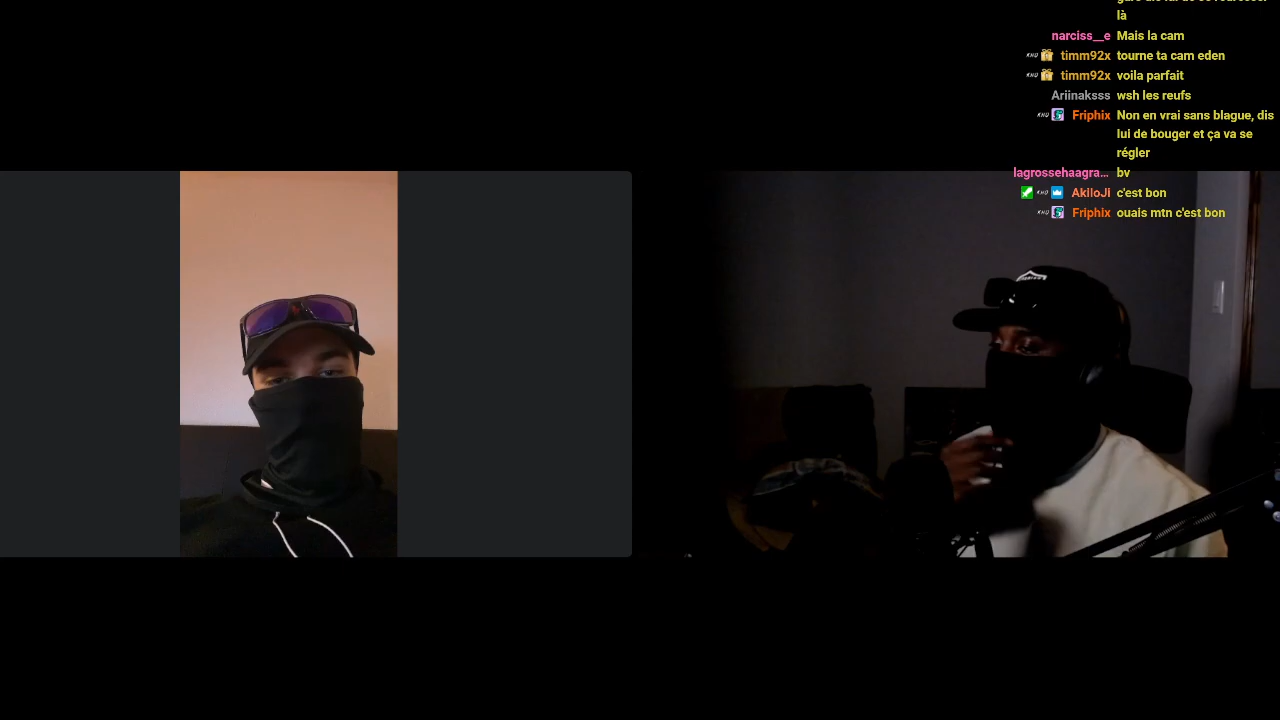 là
narciss__e Mais la cam
timm92x tourne ta cam eden
timm92x voila parfait
Ariinaksss wsh les reufs
Friphix Non en vrai sans blague, dis
lui de bouger et ça va se
régler
lagrossehaagra... bv
AkiloJi c'est bon
Friphix ouais mtn c'est bon